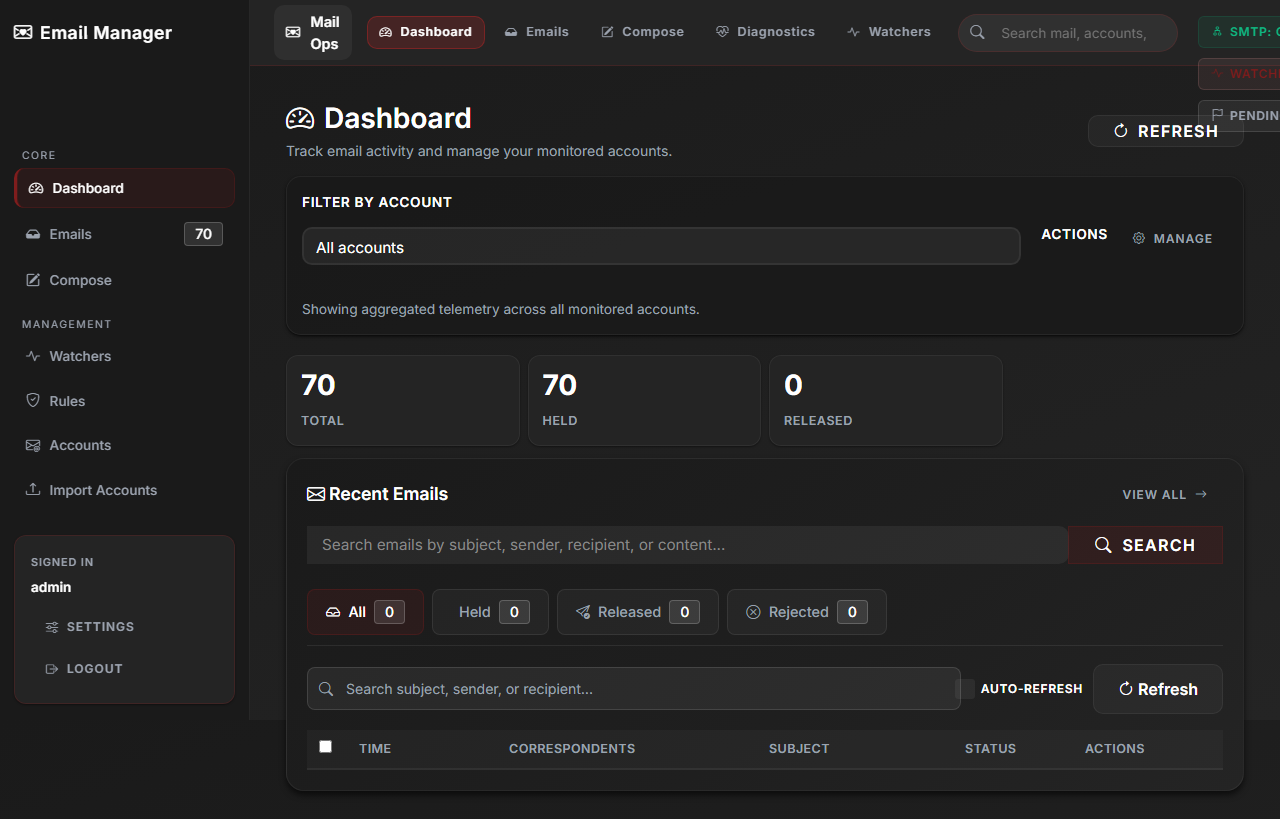 Email Manager
CORE
Dashboard
Emails 70
Compose
MANAGEMENT
Watchers
Rules
Accounts
Import Accounts
SIGNED IN
admin
SETTINGS
LOGOUT
Mail Ops
Dashboard
Emails
Compose
Diagnostics
Watchers
Search mail, accounts,
SMTP:
WATCH
PENDIN
Dashboard
Track email activity and manage your monitored accounts.
REFRESH
FILTER BY ACCOUNT
All accounts
ACTIONS
MANAGE
Showing aggregated telemetry across all monitored accounts.
70
TOTAL
70
HELD
0
RELEASED
Recent Emails
VIEW ALL →
Search emails by subject, sender, recipient, or content...
SEARCH
All 0
Held 0
Released 0
Rejected 0
Search subject, sender, or recipient...
AUTO-REFRESH
Refresh
TIME CORRESPONDENTS SUBJECT STATUS ACTIONS